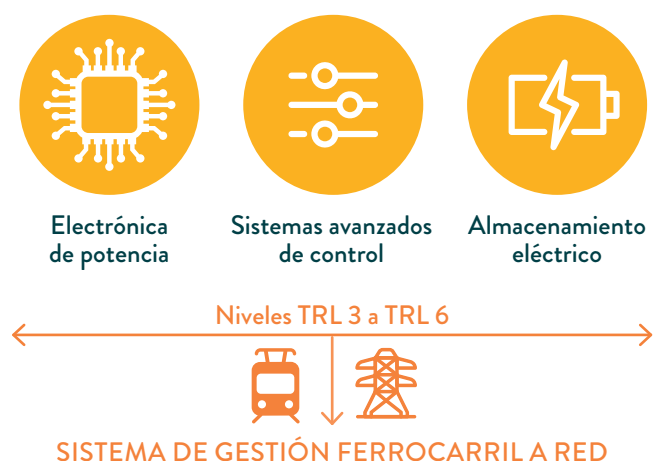 Electrónica
de potencia
Sistemas avanzados
de control
Almacenamiento
eléctrico
Niveles TRL 3 a TRL 6
SISTEMA DE GESTIÓN FERROCARRIL A RED